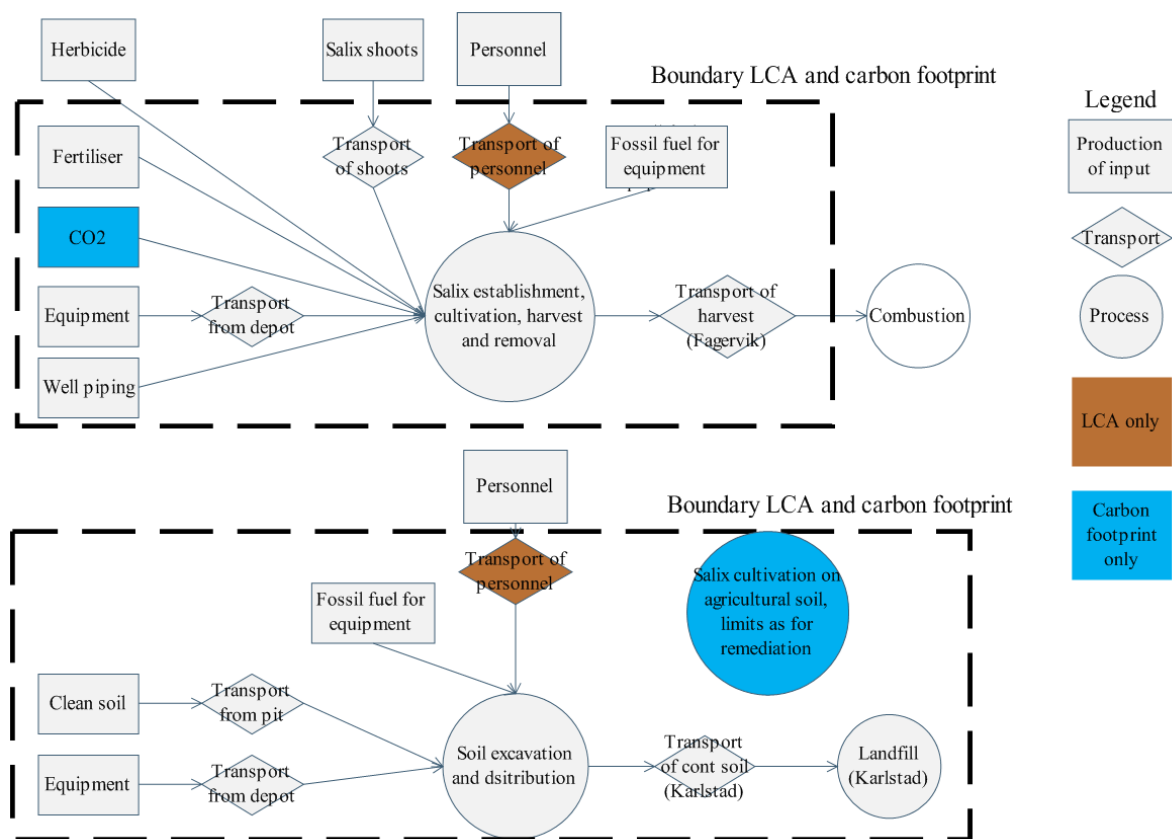 Herbicide
Salix shoots
Personnel
Boundary LCA and carbon footprint
Fertiliser
Transport
of shoots
Transport of
personnel
Fossil fuel for
equipment
CO2
Equipment
Transport
from depot
Salix establishment,
cultivation, harvest
and removal
Transport of
harvest
(Fagervik)
Combustion
Well piping
Legend
Production
of input
Transport
Process
LCA only
Carbon
footprint
only
Personnel
Boundary LCA and carbon footprint
Transport of
personnel
Fossil fuel for
equipment
Salix cultivation on
agricultural soil,
limits as for
remediation
Clean soil
Transport
from pit
Equipment
Transport
from depot
Soil excavation
and dsitribution
Transport
of cont soil
(Karlstad)
Landfill
(Karlstad)